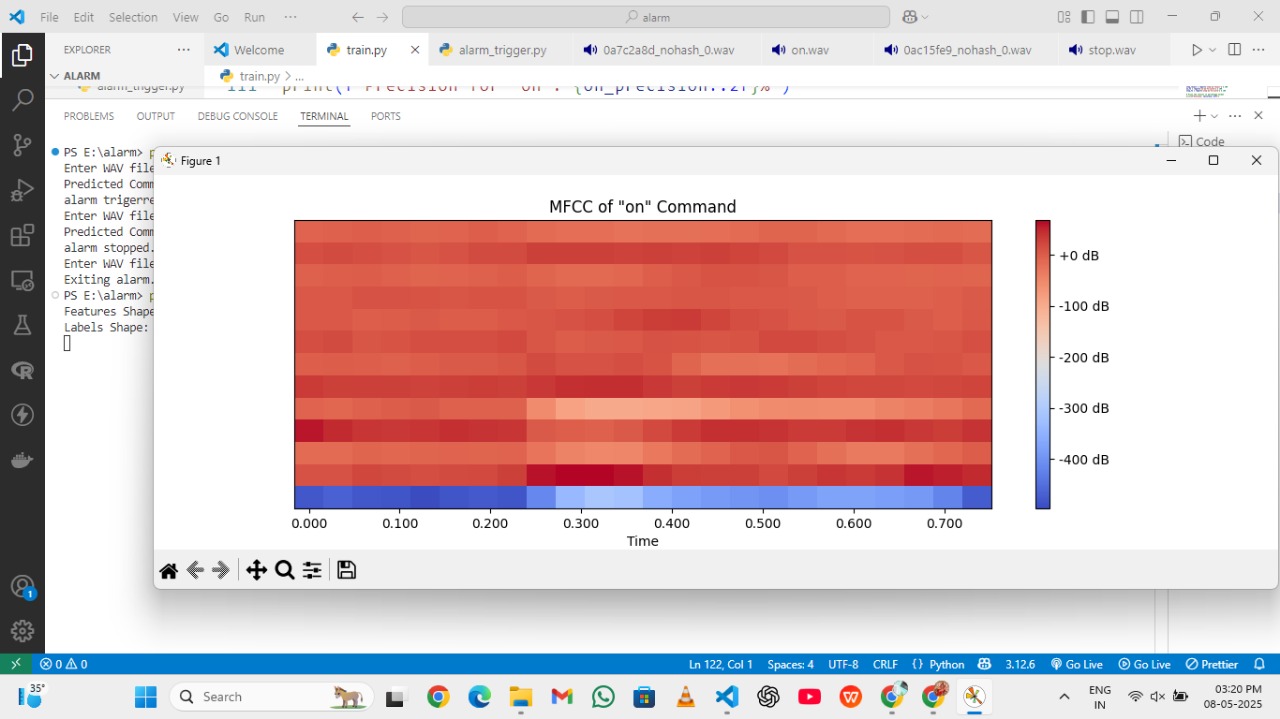 File Edit Selection View Go Run ··· alarm
EXPLORER ··· Welcome train.py alarm_trigger.py 0a7c2a8d_nohash_0.wav on.wav 0ac15fe9_nohash_0.wav stop.wav
ALARM train.py > ...
alarm_trigger.py 111 print(f"Precision for 'on': {on_precision:.2f}%")
PROBLEMS OUTPUT DEBUG CONSOLE TERMINAL PORTS
Code
PS E:\alarm> p
Enter WAV file
Predicted Comm
alarm trigerre
Enter WAV file
Predicted Comm
alarm stopped.
Enter WAV file
Exiting alarm.
PS E:\alarm> p
Features Shape
Labels Shape:
Figure 1
MFCC of "on" Command
+0 dB
-100 dB
-200 dB
-300 dB
-400 dB
0.000 0.100 0.200 0.300 0.400 0.500 0.600 0.700
Time
1
0 0 Ln 122, Col 1 Spaces: 4 UTF-8 CRLF {} Python 3.12.6 Go Live Go Live Prettier
35° Search ENG IN 03:20 PM 08-05-2025